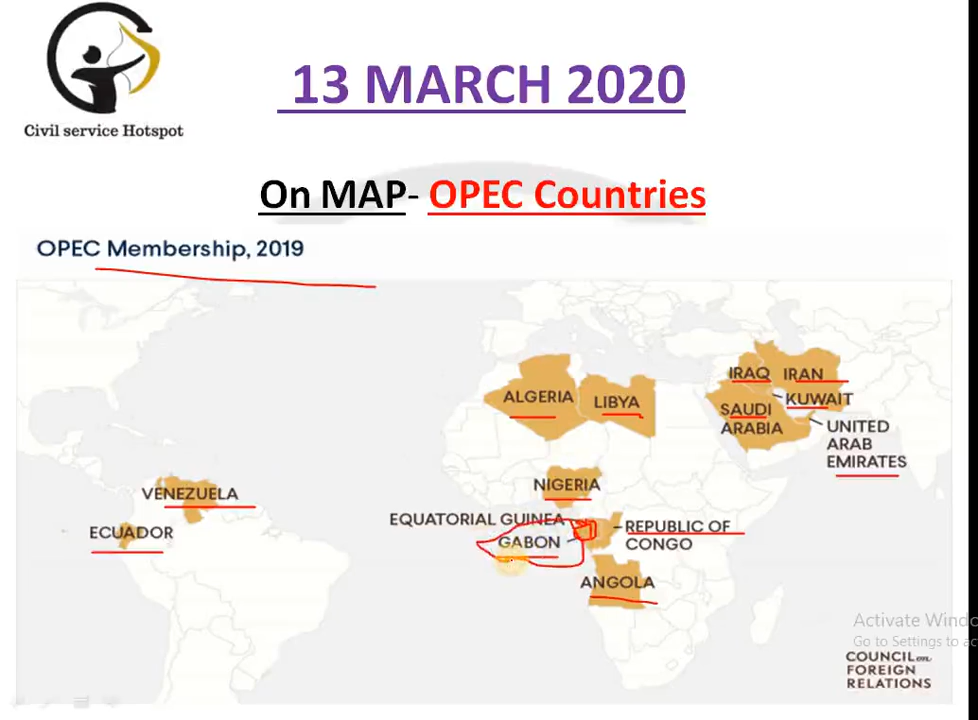 13 MARCH 2020
Civil service Hotspot
On MAP- OPEC Countries
OPEC Membership, 2019
IRAQ
IRAN
ALGERIA
LIBYA
KUWAIT
SAUDI
ARABIA
UNITED
ARAB
EMIRATES
NIGERIA
VENEZUELA
EQUATORIAL GUINEA
ECUADOR
GABON
REPUBLIC OF
CONGO
ANGOLA
Activate Windo
Go to Settings to ac
COUNCIL on
FOREIGN
RELATIONS